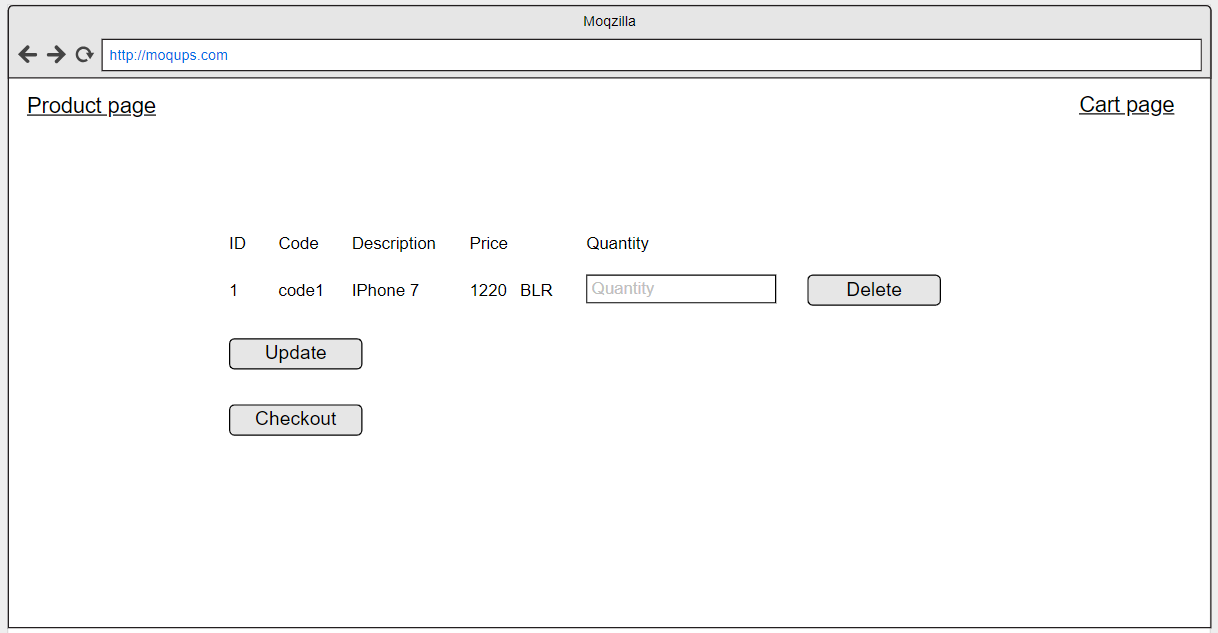 Moqzilla
http://moqups.com
Product page Cart page
ID Code Description Price Quantity
1 code1 IPhone 7 1220 BLR Quantity Delete
Update
Checkout